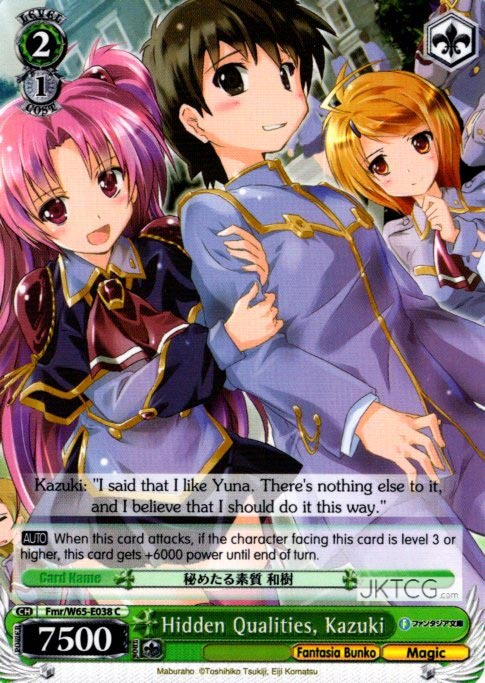 LEVEL
2
1
COST
Kazuki: "I said that I like Yuna. There's nothing else to it,
and I believe that I should do it this way."
AUTO When this card attacks, if the character facing this card is level 3 or
higher, this card gets +6000 power until end of turn.
Card Name 秘めたる素質 和樹
JKTCG.com
CH Fmr/W65-E038 C
POWER 7500 SOUL Hidden Qualities, Kazuki ファンタジア文庫
Fantasia Bunko Magic
Maburaho ©Toshihiko Tsukiji, Eiji Komatsu